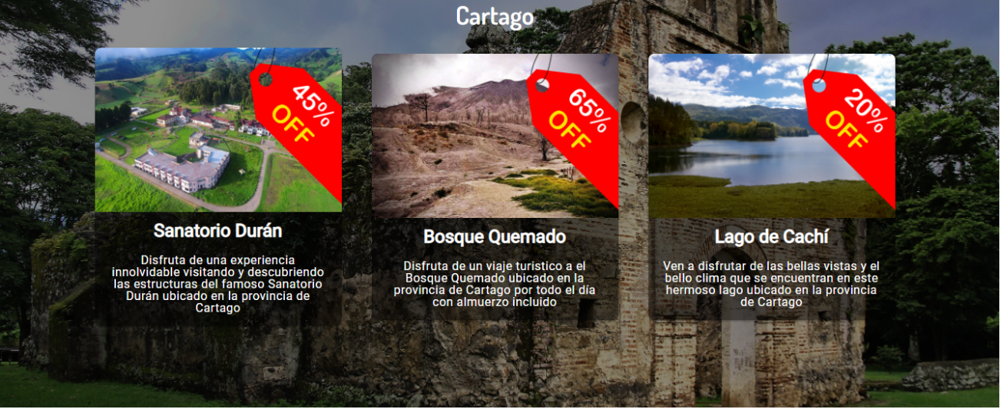 Cartago
45%
OFF
Sanatorio Durán
Disfruta de una experiencia
innolvidable visitando y descubriendo
las estructuras del famoso Sanatorio
Durán ubicado en la provincia de
Cartago
65%
OFF
Bosque Quemado
Disfruta de un viaje turistico a el
Bosque Quemado ubicado en la
provincia de Cartago por todo el día
con almuerzo incluido
20%
OFF
Lago de Cachí
Ven a disfrutar de las bellas vistas y el
bello clima que se encuentran en este
hermoso lago ubicado en la provincia
de Cartago